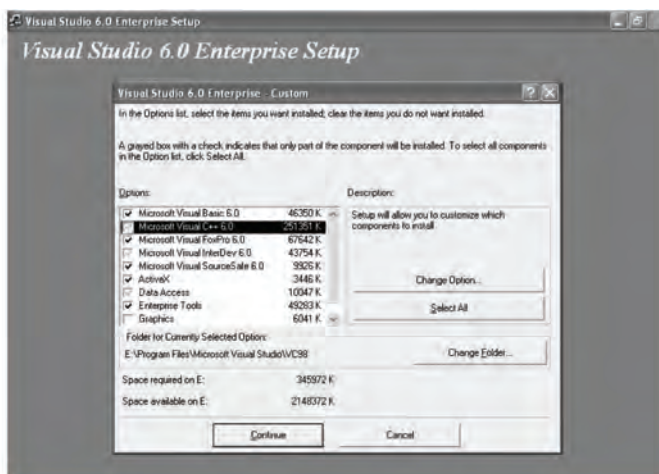 Visual Studio 6.0 Enterprise Setup
Visual Studio 6.0 Enterprise Setup
Visual Studio 6.0 Enterprise - Custom
In the Options list, select the items you want installed; clear the items you do not want installed.
A grayed box with a check indicates that only part of the component will be installed. To select all components
in the Option list, click Select All.
Options:
Microsoft Visual Basic 6.0 46350 K
Microsoft Visual C++ 6.0 251351 K
Microsoft Visual FoxPro 6.0 67642 K
Microsoft Visual InterDev 6.0 43754 K
Microsoft Visual SourceSafe 6.0 9926 K
ActiveX 3446 K
Data Access 10047 K
Enterprise Tools 49283 K
Graphics 6041 K
Description:
Setup will allow you to customize which
components to install
Change Option...
Select All
Folder for Currently Selected Option:
E:\Program Files\Microsoft Visual Studio\VC98
Change Folder...
Space required on E: 345972 K
Space available on E: 2148372 K
Continue
Cancel